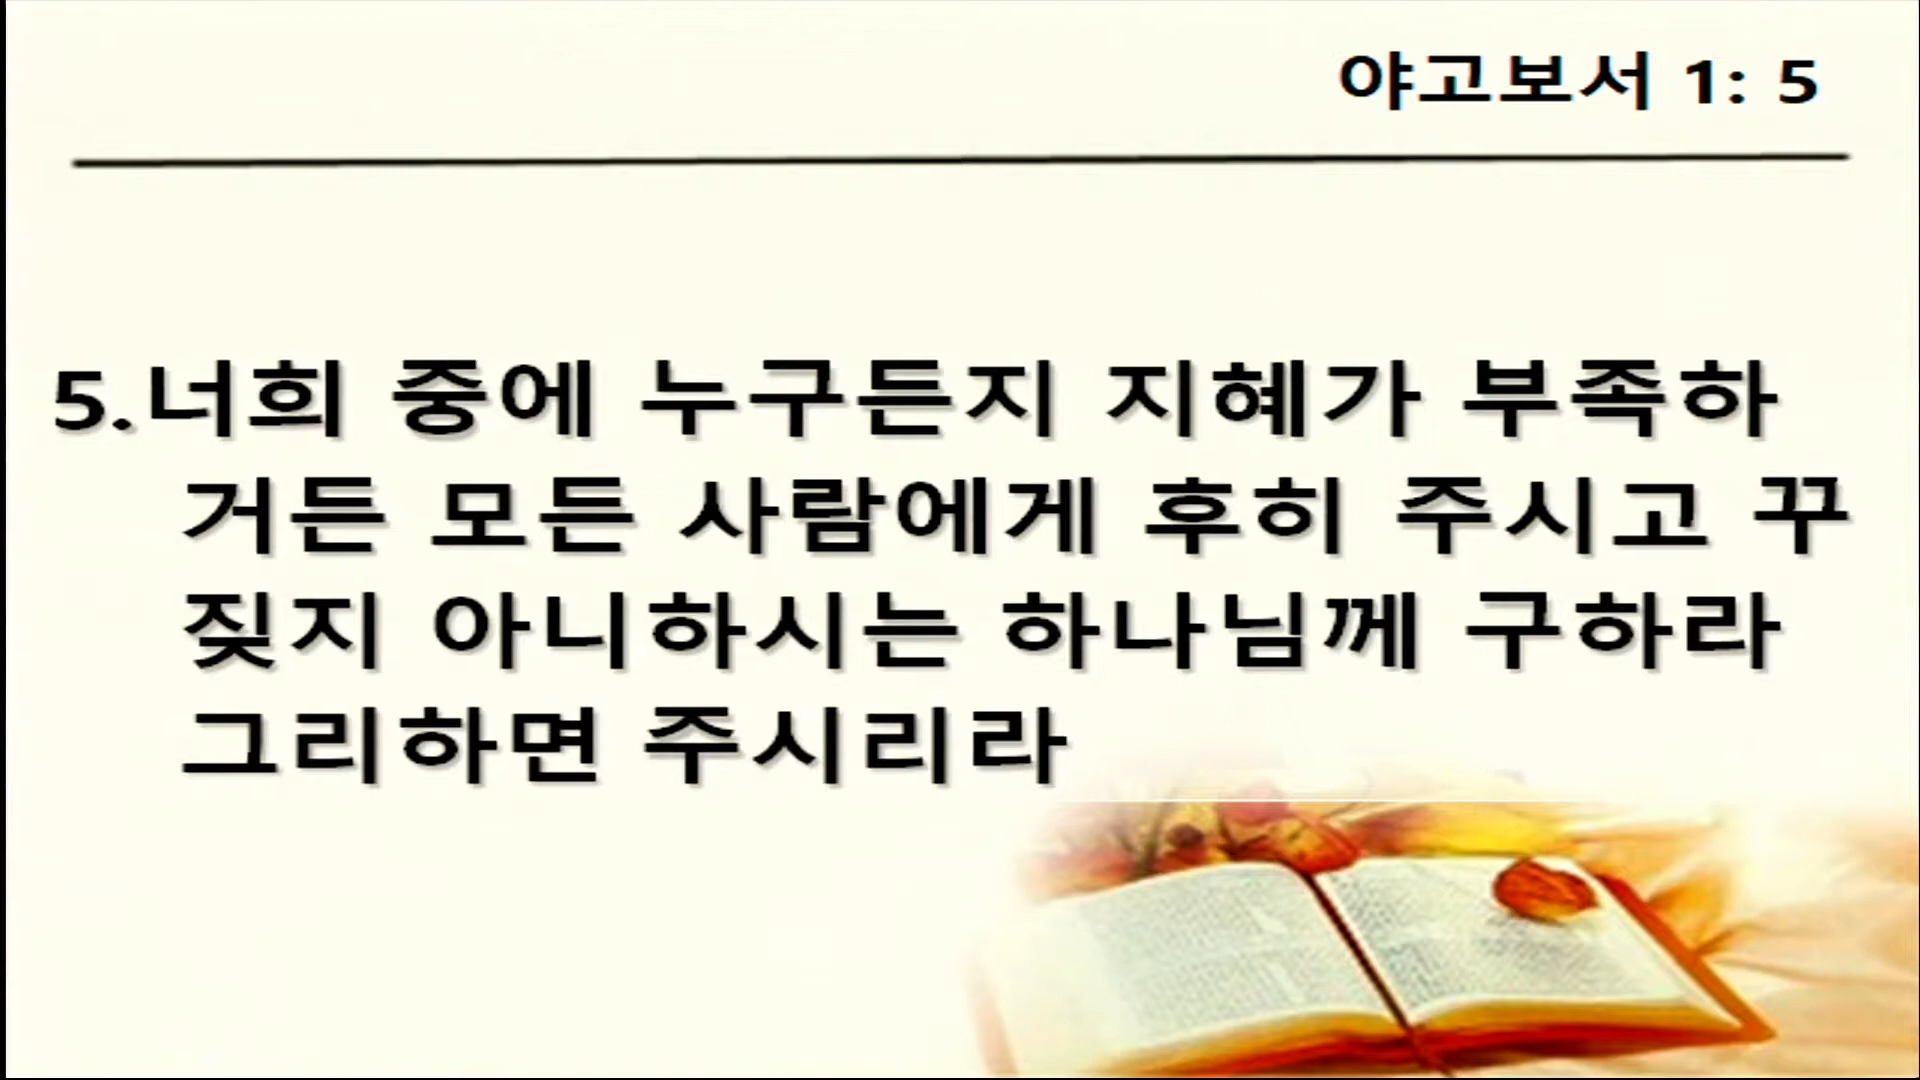 야고보서 1: 5
5.너희 중에 누구든지 지혜가 부족하
거든 모든 사람에게 후히 주시고 꾸
짖지 아니하시는 하나님께 구하라
그리하면 주시리라